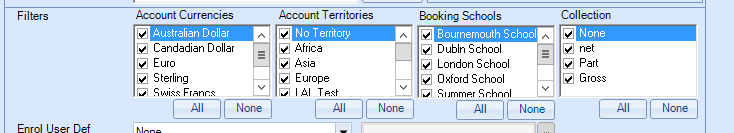 Filters
Account Currencies
Australian Dollar
Candadian Dollar
Euro
Sterling
Swiss Francs
All None
Account Territories
No Territory
Africa
Asia
Europe
LAL Test
All None
Booking Schools
Bournemouth School
Dubln School
London School
Oxford School
Summer School
All None
Collection
None
net
Part
Gross
All None
Enrol User Def None